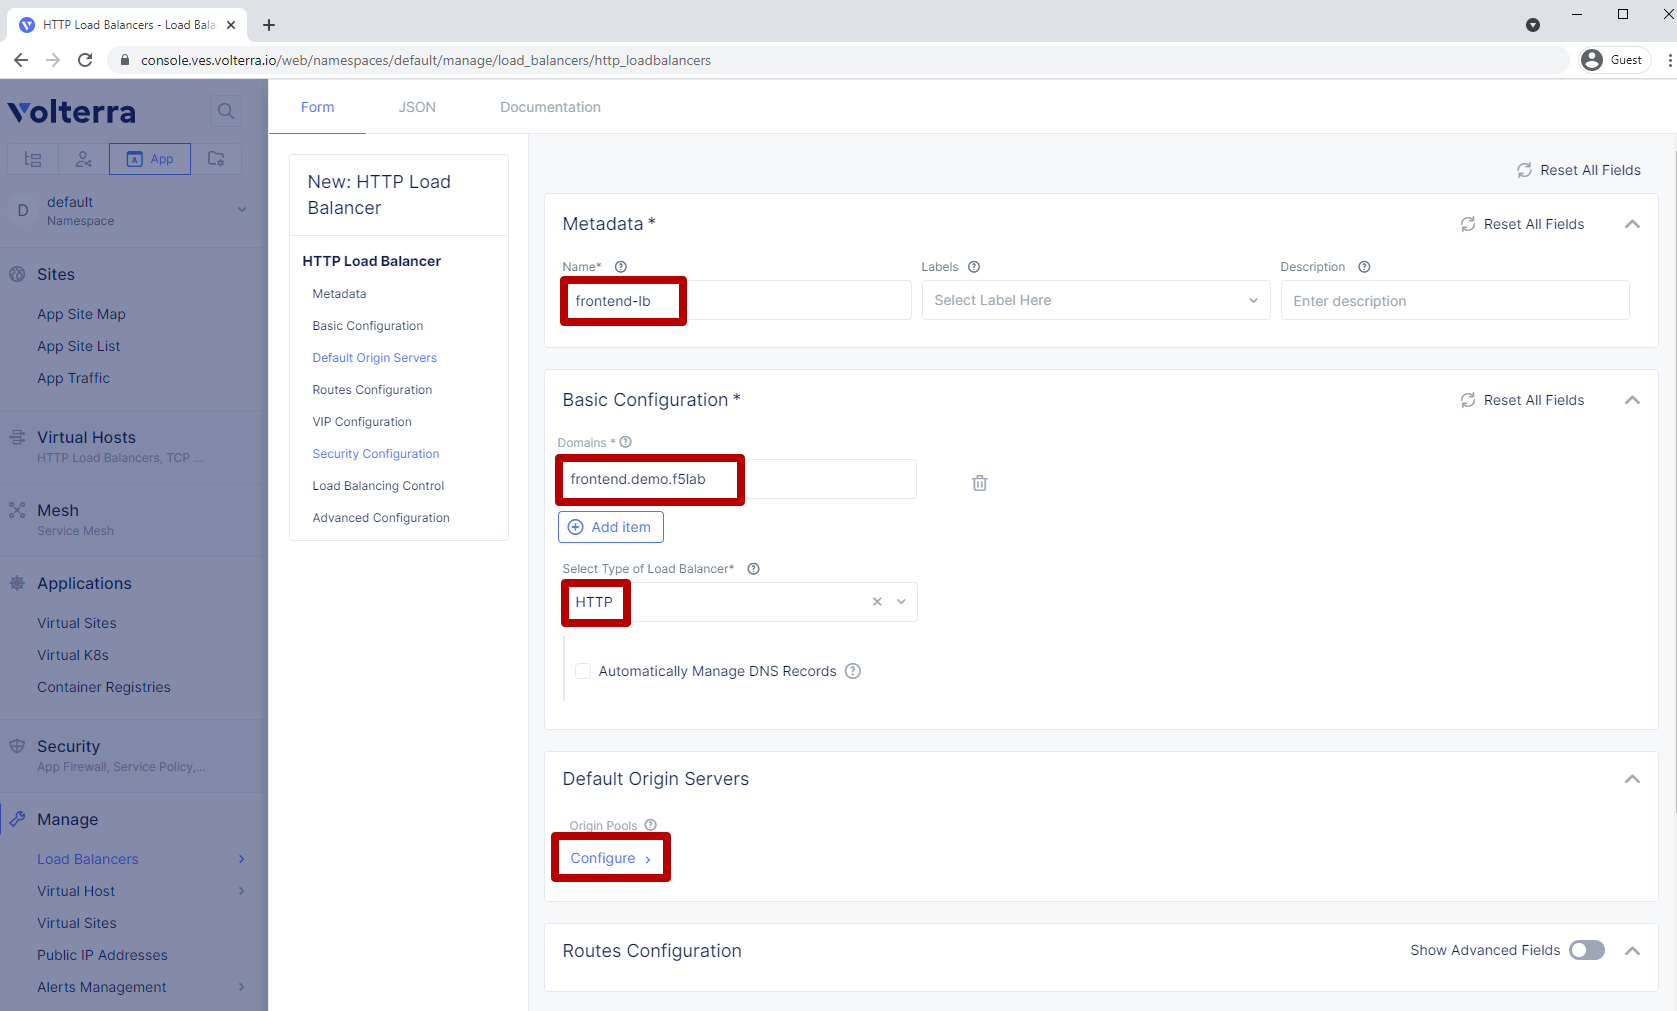 HTTP Load Balancers - Load Bala
console.ves.volterra.io/web/namespaces/default/manage/load_balancers/http_loadbalancers
Guest
Volterra
App
D
default
Namespace
Sites
App Site Map
App Site List
App Traffic
Virtual Hosts
HTTP Load Balancers, TCP ...
Mesh
Service Mesh
Applications
Virtual Sites
Virtual K8s
Container Registries
Security
App Firewall, Service Policy,...
Manage
Load Balancers
Virtual Host
Virtual Sites
Public IP Addresses
Alerts Management
Form
JSON
Documentation
New: HTTP Load
Balancer
HTTP Load Balancer
Metadata
Basic Configuration
Default Origin Servers
Routes Configuration
VIP Configuration
Security Configuration
Load Balancing Control
Advanced Configuration
Reset All Fields
Metadata *
Reset All Fields
Name*
Labels
Description
frontend-lb
Select Label Here
Enter description
Basic Configuration *
Reset All Fields
Domains *
frontend.demo.f5lab
Add item
Select Type of Load Balancer*
HTTP
Automatically Manage DNS Records
Default Origin Servers
Origin Pools
Configure
Routes Configuration
Show Advanced Fields